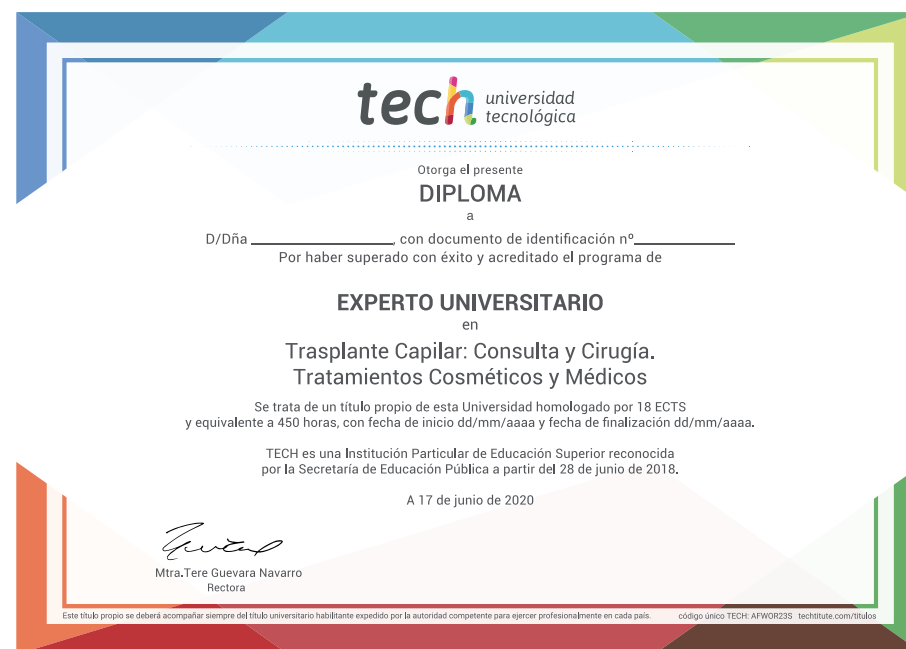 tech universidad
tecnológica
Otorga el presente
DIPLOMA
a
D/Dña ____________________, con documento de identificación nº______________
Por haber superado con éxito y acreditado el programa de
EXPERTO UNIVERSITARIO
en
Trasplante Capilar: Consulta y Cirugía.
Tratamientos Cosméticos y Médicos
Se trata de un título propio de esta Universidad homologado por 18 ECTS
y equivalente a 450 horas, con fecha de inicio dd/mm/aaaa y fecha de finalización dd/mm/aaaa.
TECH es una Institución Particular de Educación Superior reconocida
por la Secretaría de Educación Pública a partir del 28 de junio de 2018.
A 17 de junio de 2020
Mtra.Tere Guevara Navarro
Rectora
Este título propio se deberá acompañar siempre del título universitario habilitante expedido por la autoridad competente para ejercer profesionalmente en cada país. código único TECH: AFWOR23S techtitute.com/titulos